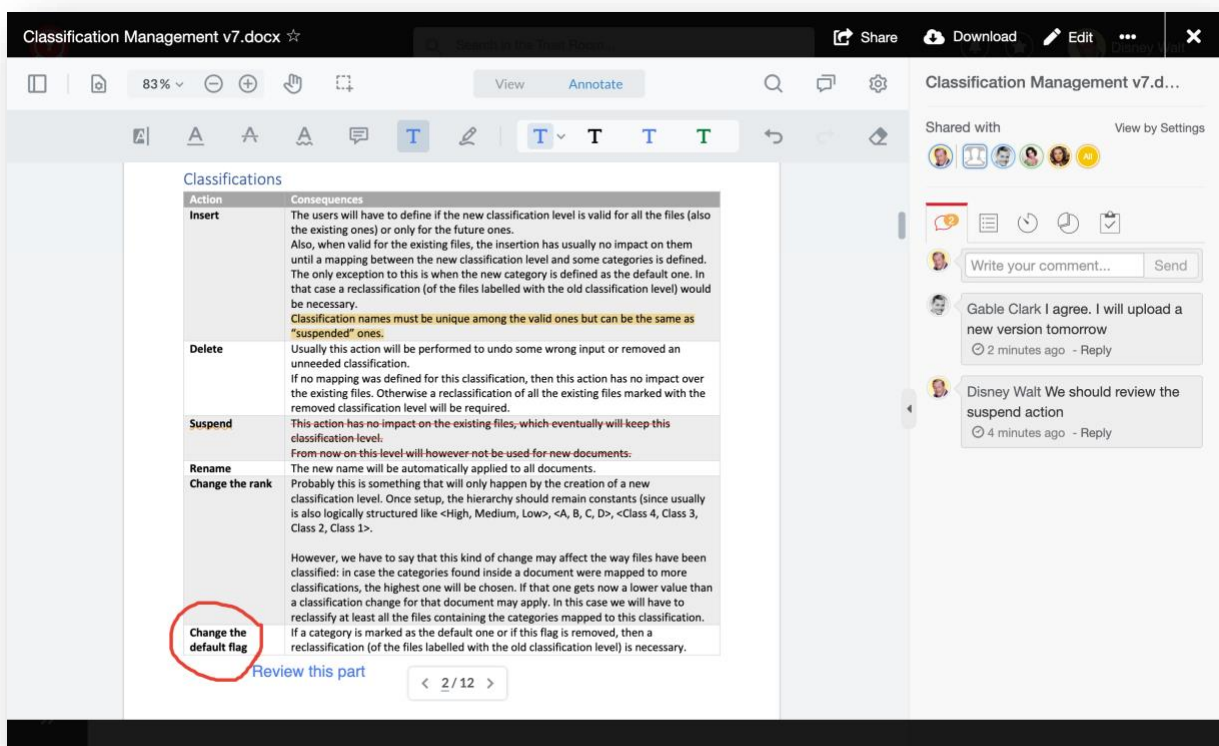 Classification Management v7.docx ☆
Share
Download
Edit
83%
View
Annotate
T
T
T
T
T
Classifications
Action Consequences
Insert The users will have to define if the new classification level is valid for all the files (also
the existing ones) or only for the future ones.
Also, when valid for the existing files, the insertion has usually no impact on them
until a mapping between the new classification level and some categories is defined.
The only exception to this is when the new category is defined as the default one. In
that case a reclassification (of the files labelled with the old classification level) would
be necessary.
Classification names must be unique among the valid ones but can be the same as
"suspended" ones.
Delete Usually this action will be performed to undo some wrong input or removed an
unneeded classification.
If no mapping was defined for this classification, then this action has no impact over
the existing files. Otherwise a reclassification of all the existing files marked with the
removed classification level will be required.
Suspend This action has no impact on the existing files, which eventually will keep this
classification level.
From now on this level will however not be used for new documents.
Rename The new name will be automatically applied to all documents.
Change the rank Probably this is something that will only happen by the creation of a new
classification level. Once setup, the hierarchy should remain constants (since usually
is also logically structured like <High, Medium, Low>, <A, B, C, D>, <Class 4, Class 3,
Class 2, Class 1>.
However, we have to say that this kind of change may affect the way files have been
classified: in case the categories found inside a document were mapped to more
classifications, the highest one will be chosen. If that one gets now a lower value than
a classification change for that document may apply. In this case we will have to
reclassify at least all the files containing the categories mapped to this classification.
Change the If a category is marked as the default one or if this flag is removed, then a
default flag reclassification (of the files labelled with the old classification level) is necessary.
Review this part
2/12
Classification Management v7.d...
Shared with View by Settings
All
2
Write your comment... Send
Gable Clark I agree. I will upload a
new version tomorrow
2 minutes ago - Reply
Disney Walt We should review the
suspend action
4 minutes ago - Reply